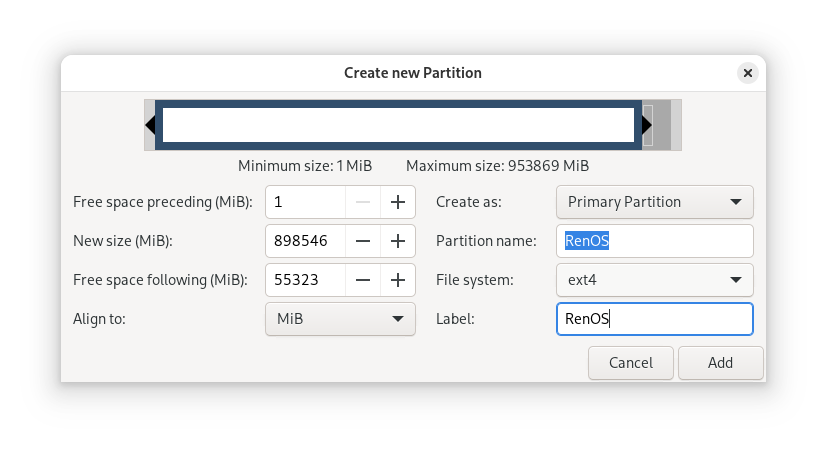 Create new Partition
Minimum size: 1 MiB Maximum size: 953869 MiB
Free space preceding (MiB): 1 Create as: Primary Partition
New size (MiB): 898546 Partition name: RenOS
Free space following (MiB): 55323 File system: ext4
Align to: MiB Label: RenOS
Cancel Add